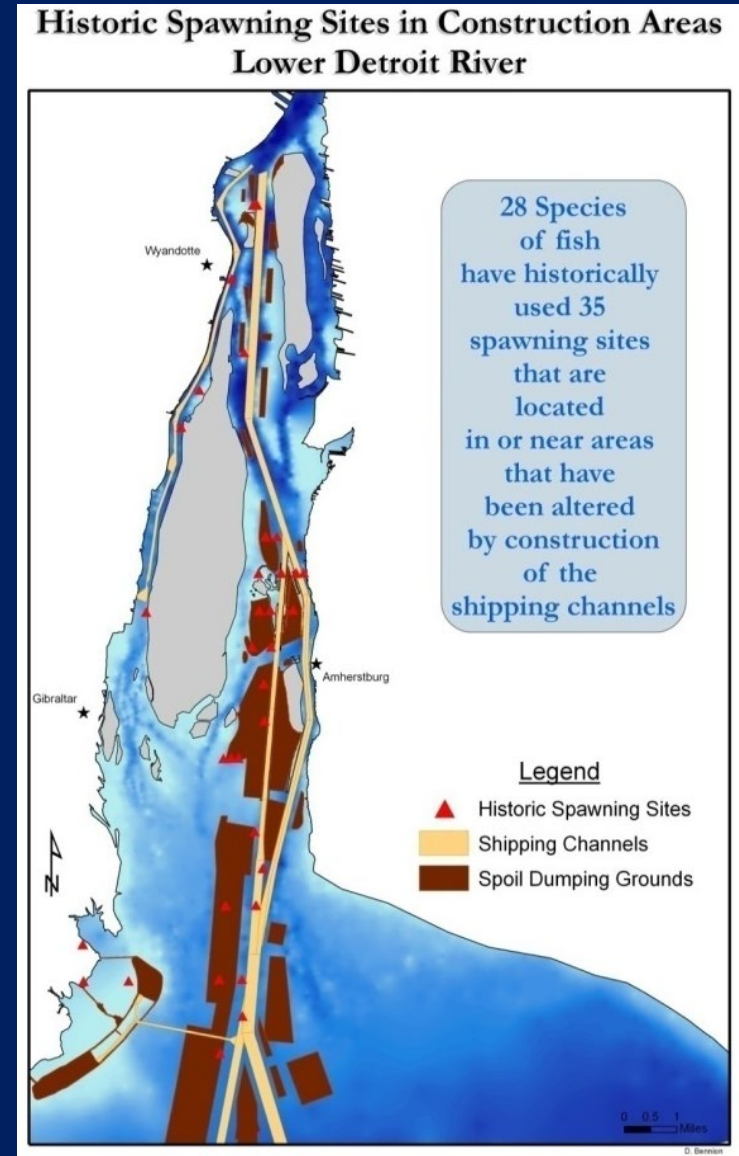 Historic Spawning Sites in Construction Areas
Lower Detroit River
28 Species
of fish
have historically
used 35
spawning sites
that are
located
in or near areas
that have
been altered
by construction
of the
shipping channels
Wyandotte
Amherstburg
Gibraltar
Legend
Historic Spawning Sites
Shipping Channels
Spoil Dumping Grounds
N
0 0.5 1
Miles
D. Bennion